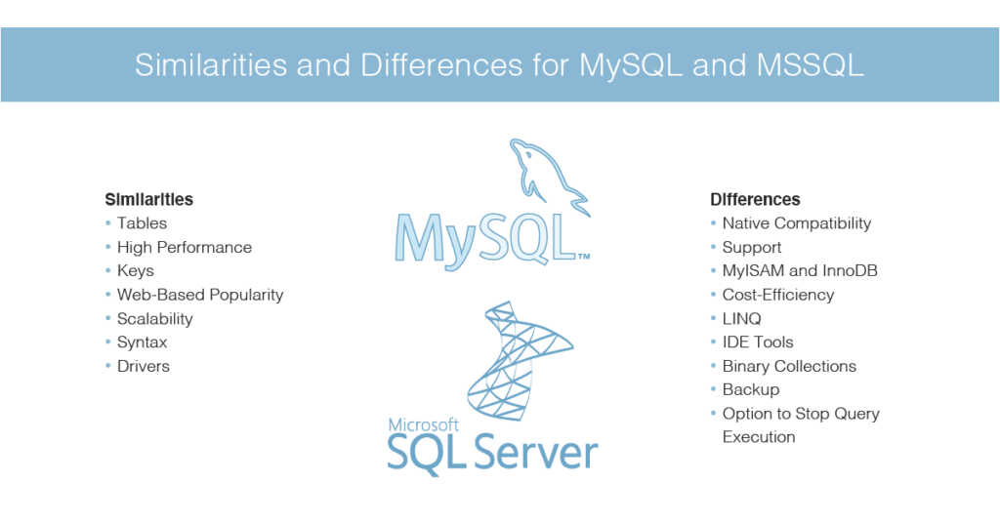 Similarities and Differences for MySQL and MSSQL
Similarities
• Tables
• High Performance
• Keys
• Web-Based Popularity
• Scalability
• Syntax
• Drivers
MySQL™
Microsoft
SQL Server
Differences
• Native Compatibility
• Support
• MyISAM and InnoDB
• Cost-Efficiency
• LINQ
• IDE Tools
• Binary Collections
• Backup
• Option to Stop Query
Execution